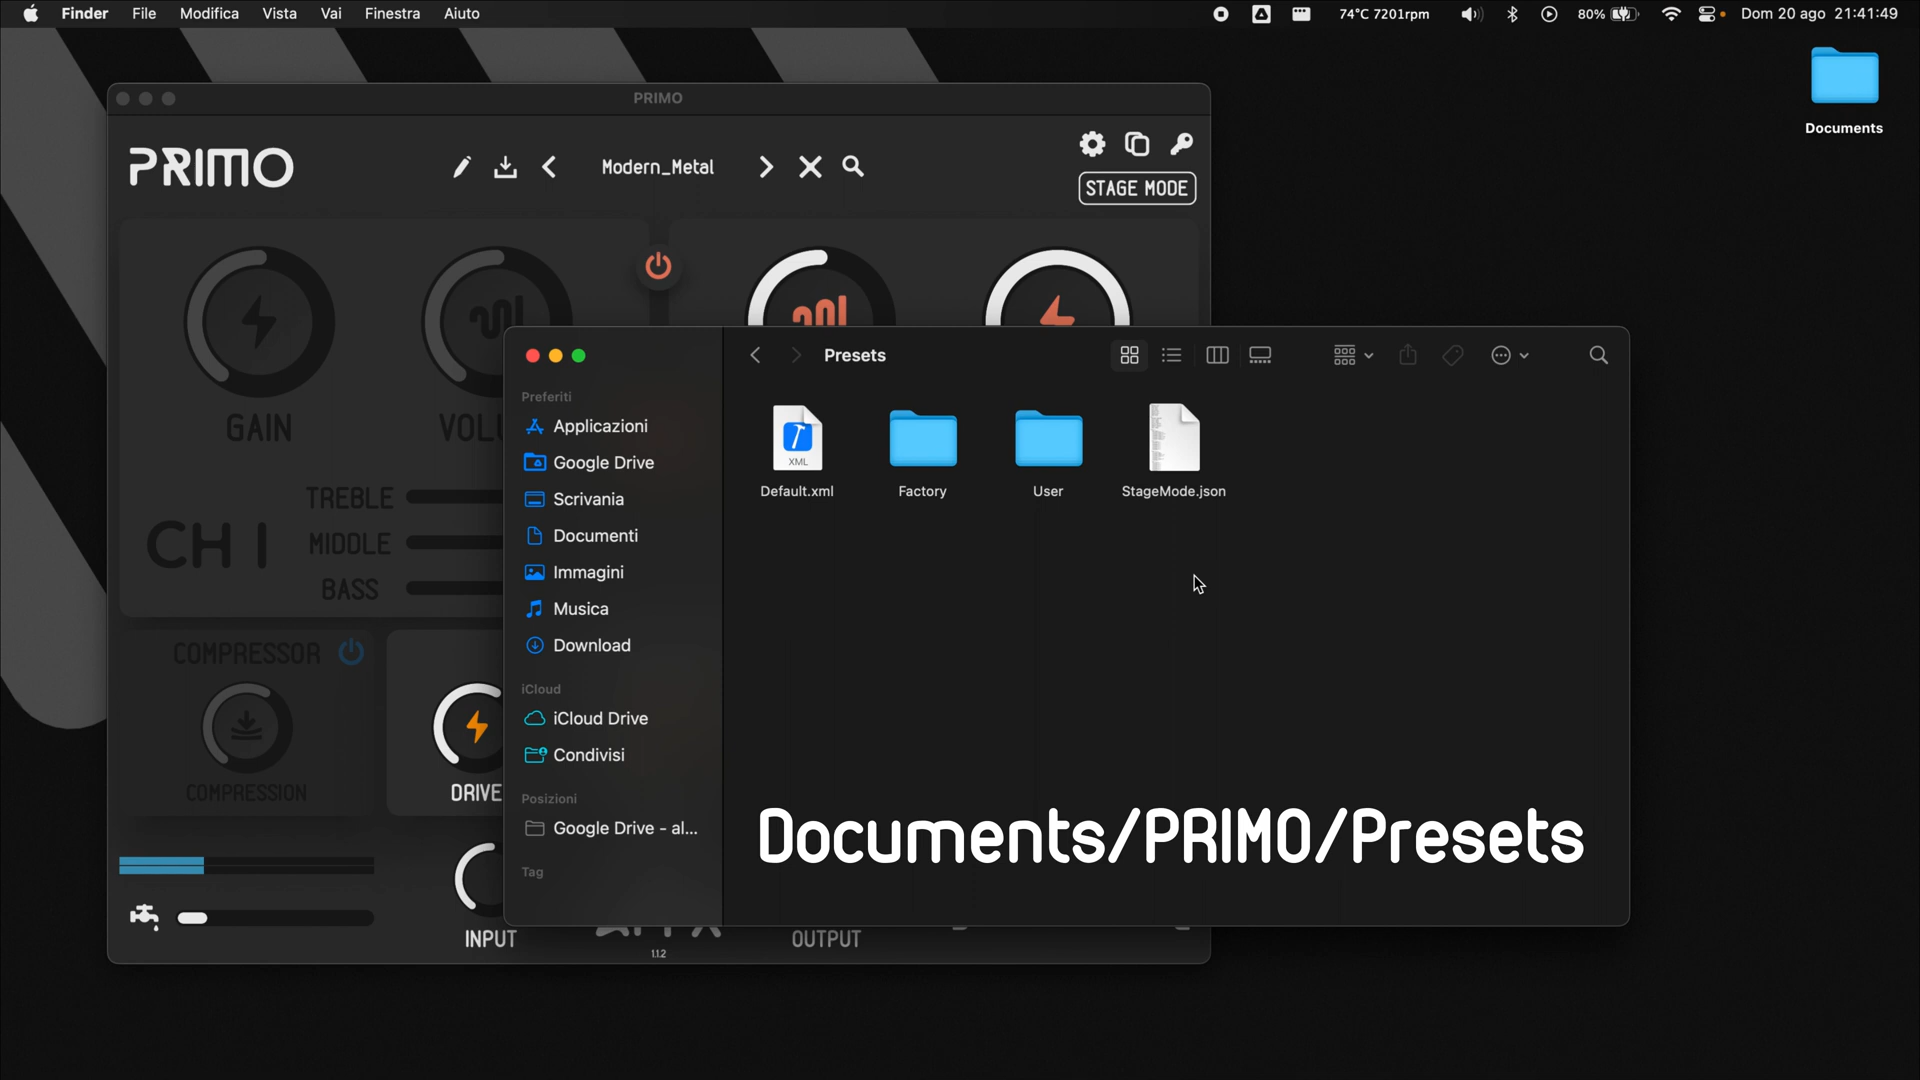 Finder File Modifica Vista Vai Finestra Aiuto 74°C 7201rpm 80% Dom 20 ago 21:41:49
Documents
PRIMO
PRIMO
Modern_Metal
STAGE MODE
GAIN
CH I
TREBLE
MIDDLE
BASS
COMPRESSOR
COMPRESSION
DRIVE
INPUT
1.1.2
OUTPUT
Presets
Preferiti
Applicazioni
Google Drive
Scrivania
Documenti
Immagini
Musica
Download
iCloud
iCloud Drive
Condivisi
Posizioni
Google Drive - al...
Tag
XML
Default.xml
Factory
User
StageMode.json
Documents/PRIMO/Presets